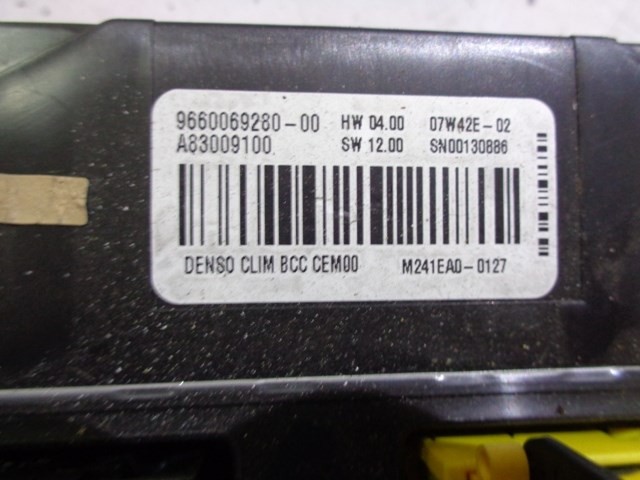 9660069280-00 HW 04.00 07W42E-02
A83009100 SW 12.00 SN00130886
DENSO CLIM BCC CEM00 M241EA0-0127